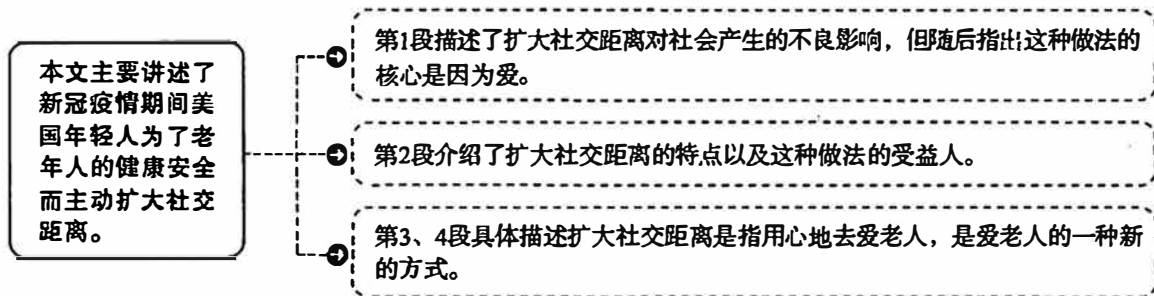 本文主要讲述了
新冠疫情期间美
国年轻人为了老
年人的健康安全
而主动扩大社交
距离。
第1段描述了扩大社交距离对社会产生的不良影响，但随后指出这种做法的
核心是因为爱。
第2段介绍了扩大社交距离的特点以及这种做法的受益人。
第3、4段具体描述扩大社交距离是指用心地去爱老人，是爱老人的一种新
的方式。